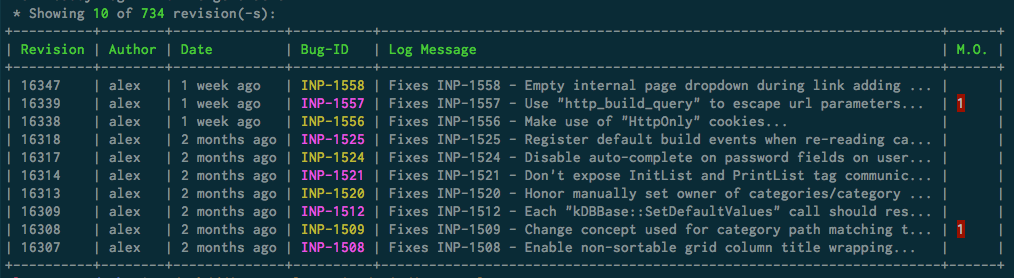 * Showing 10 of 734 revision(-s):
| Revision | Author | Date | Bug-ID | Log Message | M.O. |
| 16347 | alex | 1 week ago | INP-1558 | Fixes INP-1558 - Empty internal page dropdown during link adding ... | |
| 16339 | alex | 1 week ago | INP-1557 | Fixes INP-1557 - Use "http_build_query" to escape url parameters... | 1 |
| 16338 | alex | 1 week ago | INP-1556 | Fixes INP-1556 - Make use of "HttpOnly" cookies... | |
| 16318 | alex | 2 months ago | INP-1525 | Fixes INP-1525 - Register default build events when re-reading ca... | |
| 16317 | alex | 2 months ago | INP-1524 | Fixes INP-1524 - Disable auto-complete on password fields on user... | |
| 16314 | alex | 2 months ago | INP-1521 | Fixes INP-1521 - Don't expose InitList and PrintList tag communic... | |
| 16313 | alex | 2 months ago | INP-1520 | Fixes INP-1520 - Honor manually set owner of categories/category ... | |
| 16309 | alex | 2 months ago | INP-1512 | Fixes INP-1512 - Each "kDBBase::SetDefaultValues" call should res... | |
| 16308 | alex | 2 months ago | INP-1509 | Fixes INP-1509 - Change concept used for category path matching t... | 1 |
| 16307 | alex | 2 months ago | INP-1508 | Fixes INP-1508 - Enable non-sortable grid column title wrapping... | |